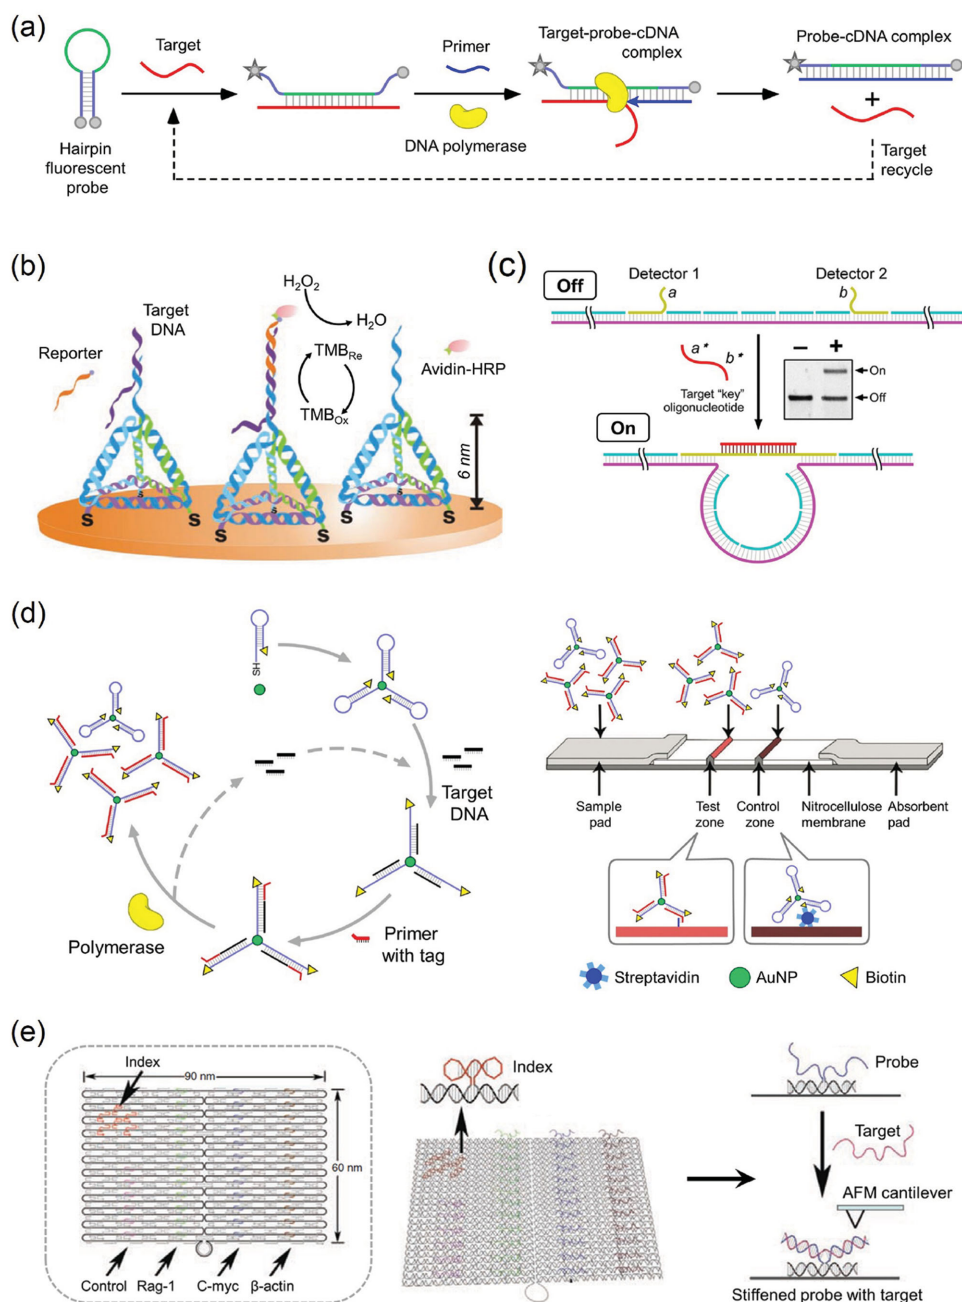 (a)
Target
Primer
Target-probe-cDNA
complex
Probe-cDNA complex
+
Hairpin
fluorescent
probe
DNA polymerase
Target
recycle
(b)
H2O2
H2O
Target
DNA
Reporter
TMBRe
TMBOx
Avidin-HRP
6 nm
S
S
S
S
S
S
S
S
S
(c)
Off
Detector 1
a
Detector 2
b
a*
b*
Target "key"
oligonucleotide
– +
On
Off
On
(d)
SH
Target
DNA
Primer
with tag
Polymerase
Sample
pad
Test
zone
Control
zone
Nitrocellulose
membrane
Absorbent
pad
Streptavidin
AuNP
Biotin
(e)
Index
90 nm
60 nm
Control
Rag-1
C-myc
β-actin
Index
Probe
Target
AFM cantilever
Stiffened probe with target